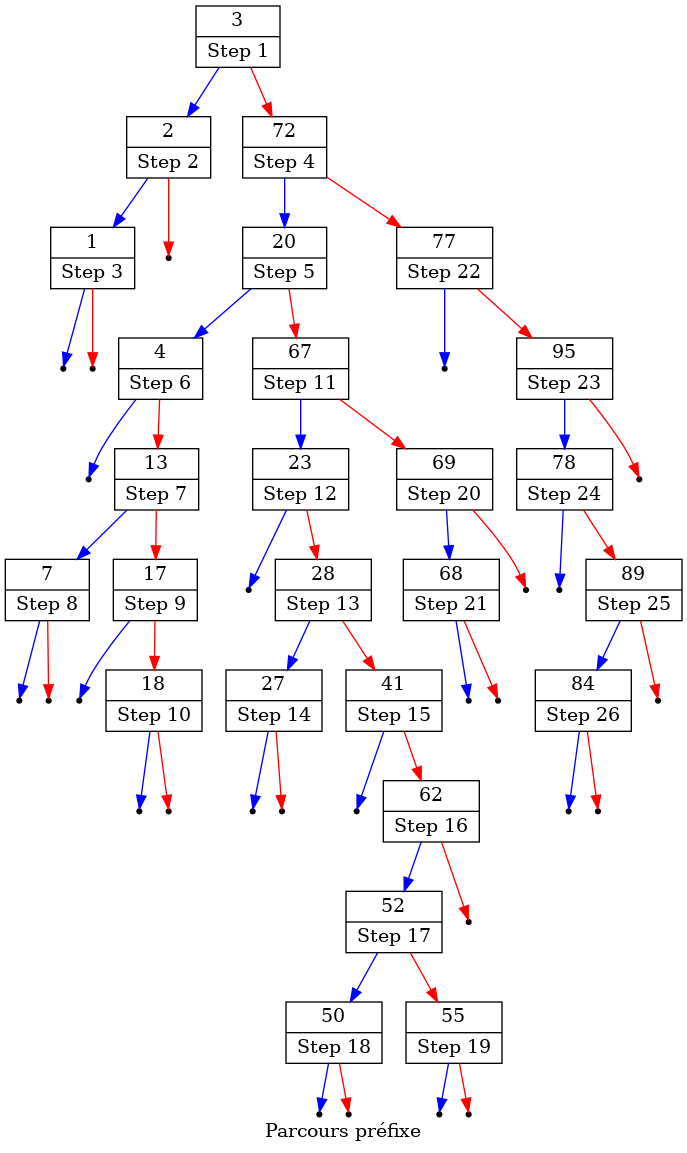 3
Step 1
2
Step 2
72
Step 4
1
Step 3
20
Step 5
77
Step 22
4
Step 6
67
Step 11
95
Step 23
13
Step 7
23
Step 12
69
Step 20
78
Step 24
7
Step 8
17
Step 9
28
Step 13
68
Step 21
89
Step 25
18
Step 10
27
Step 14
41
Step 15
84
Step 26
62
Step 16
52
Step 17
50
Step 18
55
Step 19
Parcours préfixe